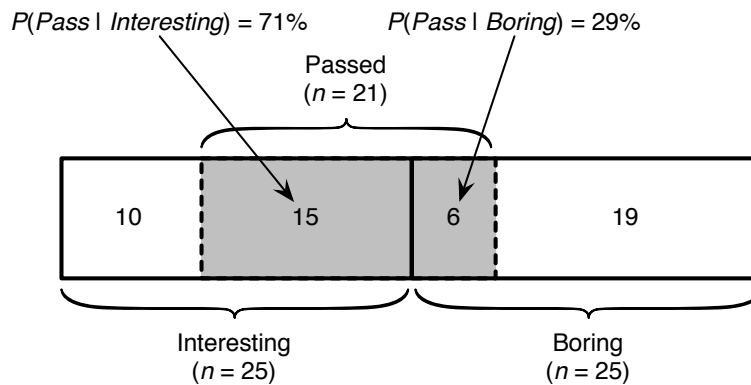 P(Pass | Interesting) = 71%
P(Pass | Boring) = 29%
Passed
(n = 21)
10
15
6
19
Interesting
(n = 25)
Boring
(n = 25)